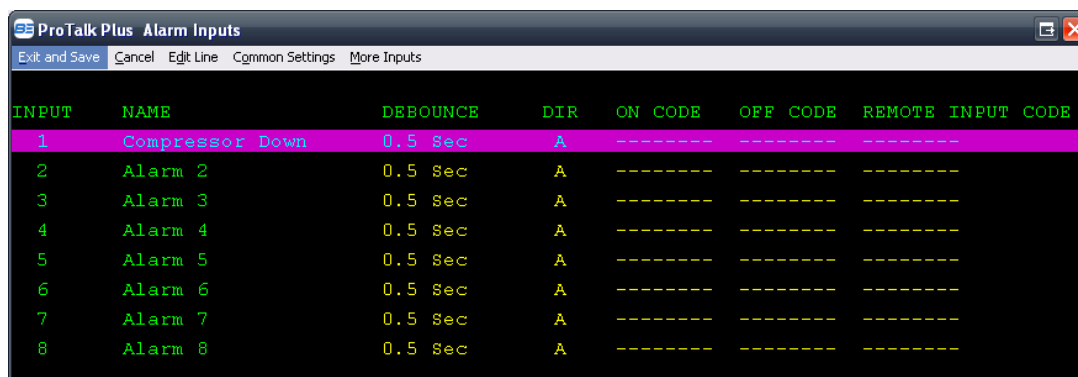 ProTalk Plus Alarm Inputs
Exit and Save Cancel Edit Line Common Settings More Inputs
INPUT NAME DEBOUNCE DIR ON CODE OFF CODE REMOTE INPUT CODE
1 Compressor Down 0.5 Sec A -------- -------- --------
2 Alarm 2 0.5 Sec A -------- -------- --------
3 Alarm 3 0.5 Sec A -------- -------- --------
4 Alarm 4 0.5 Sec A -------- -------- --------
5 Alarm 5 0.5 Sec A -------- -------- --------
6 Alarm 6 0.5 Sec A -------- -------- --------
7 Alarm 7 0.5 Sec A -------- -------- --------
8 Alarm 8 0.5 Sec A -------- -------- --------